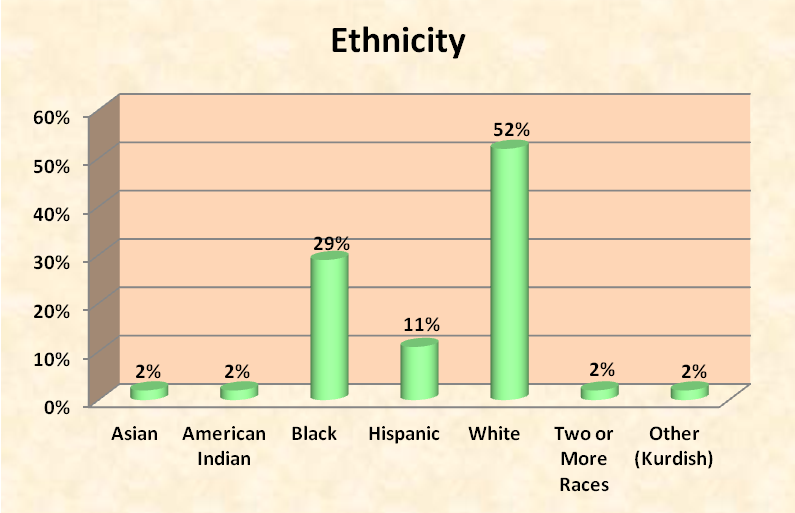 Ethnicity
60%
50%
40%
30%
20%
10%
0%
2%
2%
29%
11%
52%
2%
2%
Asian
American
Indian
Black
Hispanic
White
Two or
More
Races
Other
(Kurdish)